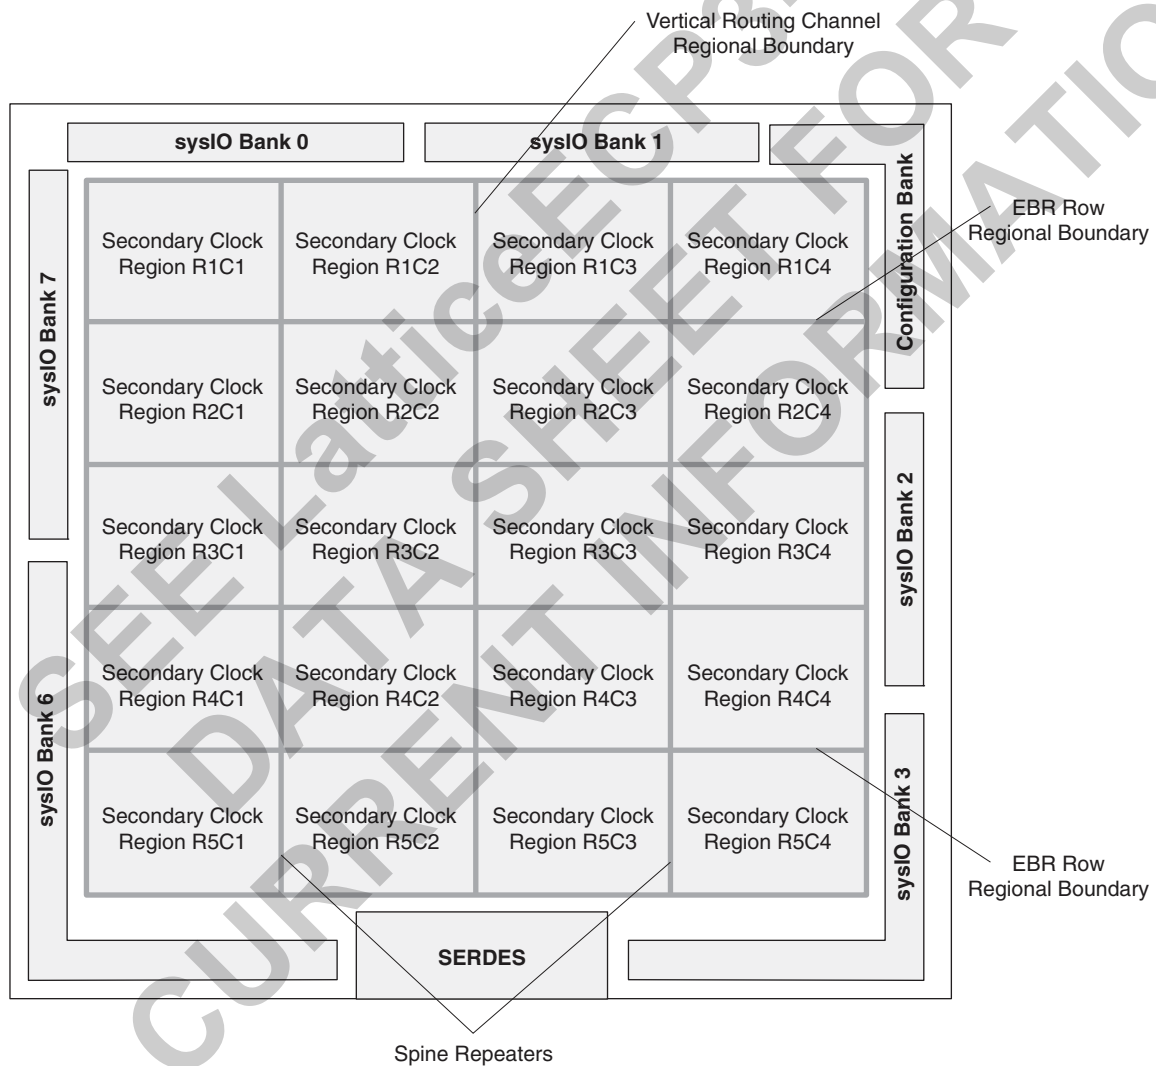 Vertical Routing Channel
Regional Boundary
sysIO Bank 0
sysIO Bank 1
Configuration Bank
EBR Row
Regional Boundary
sysIO Bank 7
Secondary Clock
Region R1C1
Secondary Clock
Region R1C2
Secondary Clock
Region R1C3
Secondary Clock
Region R1C4
Secondary Clock
Region R2C1
Secondary Clock
Region R2C2
Secondary Clock
Region R2C3
Secondary Clock
Region R2C4
sysIO Bank 2
Secondary Clock
Region R3C1
Secondary Clock
Region R3C2
Secondary Clock
Region R3C3
Secondary Clock
Region R3C4
sysIO Bank 6
Secondary Clock
Region R4C1
Secondary Clock
Region R4C2
Secondary Clock
Region R4C3
Secondary Clock
Region R4C4
sysIO Bank 3
Secondary Clock
Region R5C1
Secondary Clock
Region R5C2
Secondary Clock
Region R5C3
Secondary Clock
Region R5C4
EBR Row
Regional Boundary
SERDES
Spine Repeaters
SEE LatticeECP3
DATA SHEET FOR
CURRENT INFORMATIO